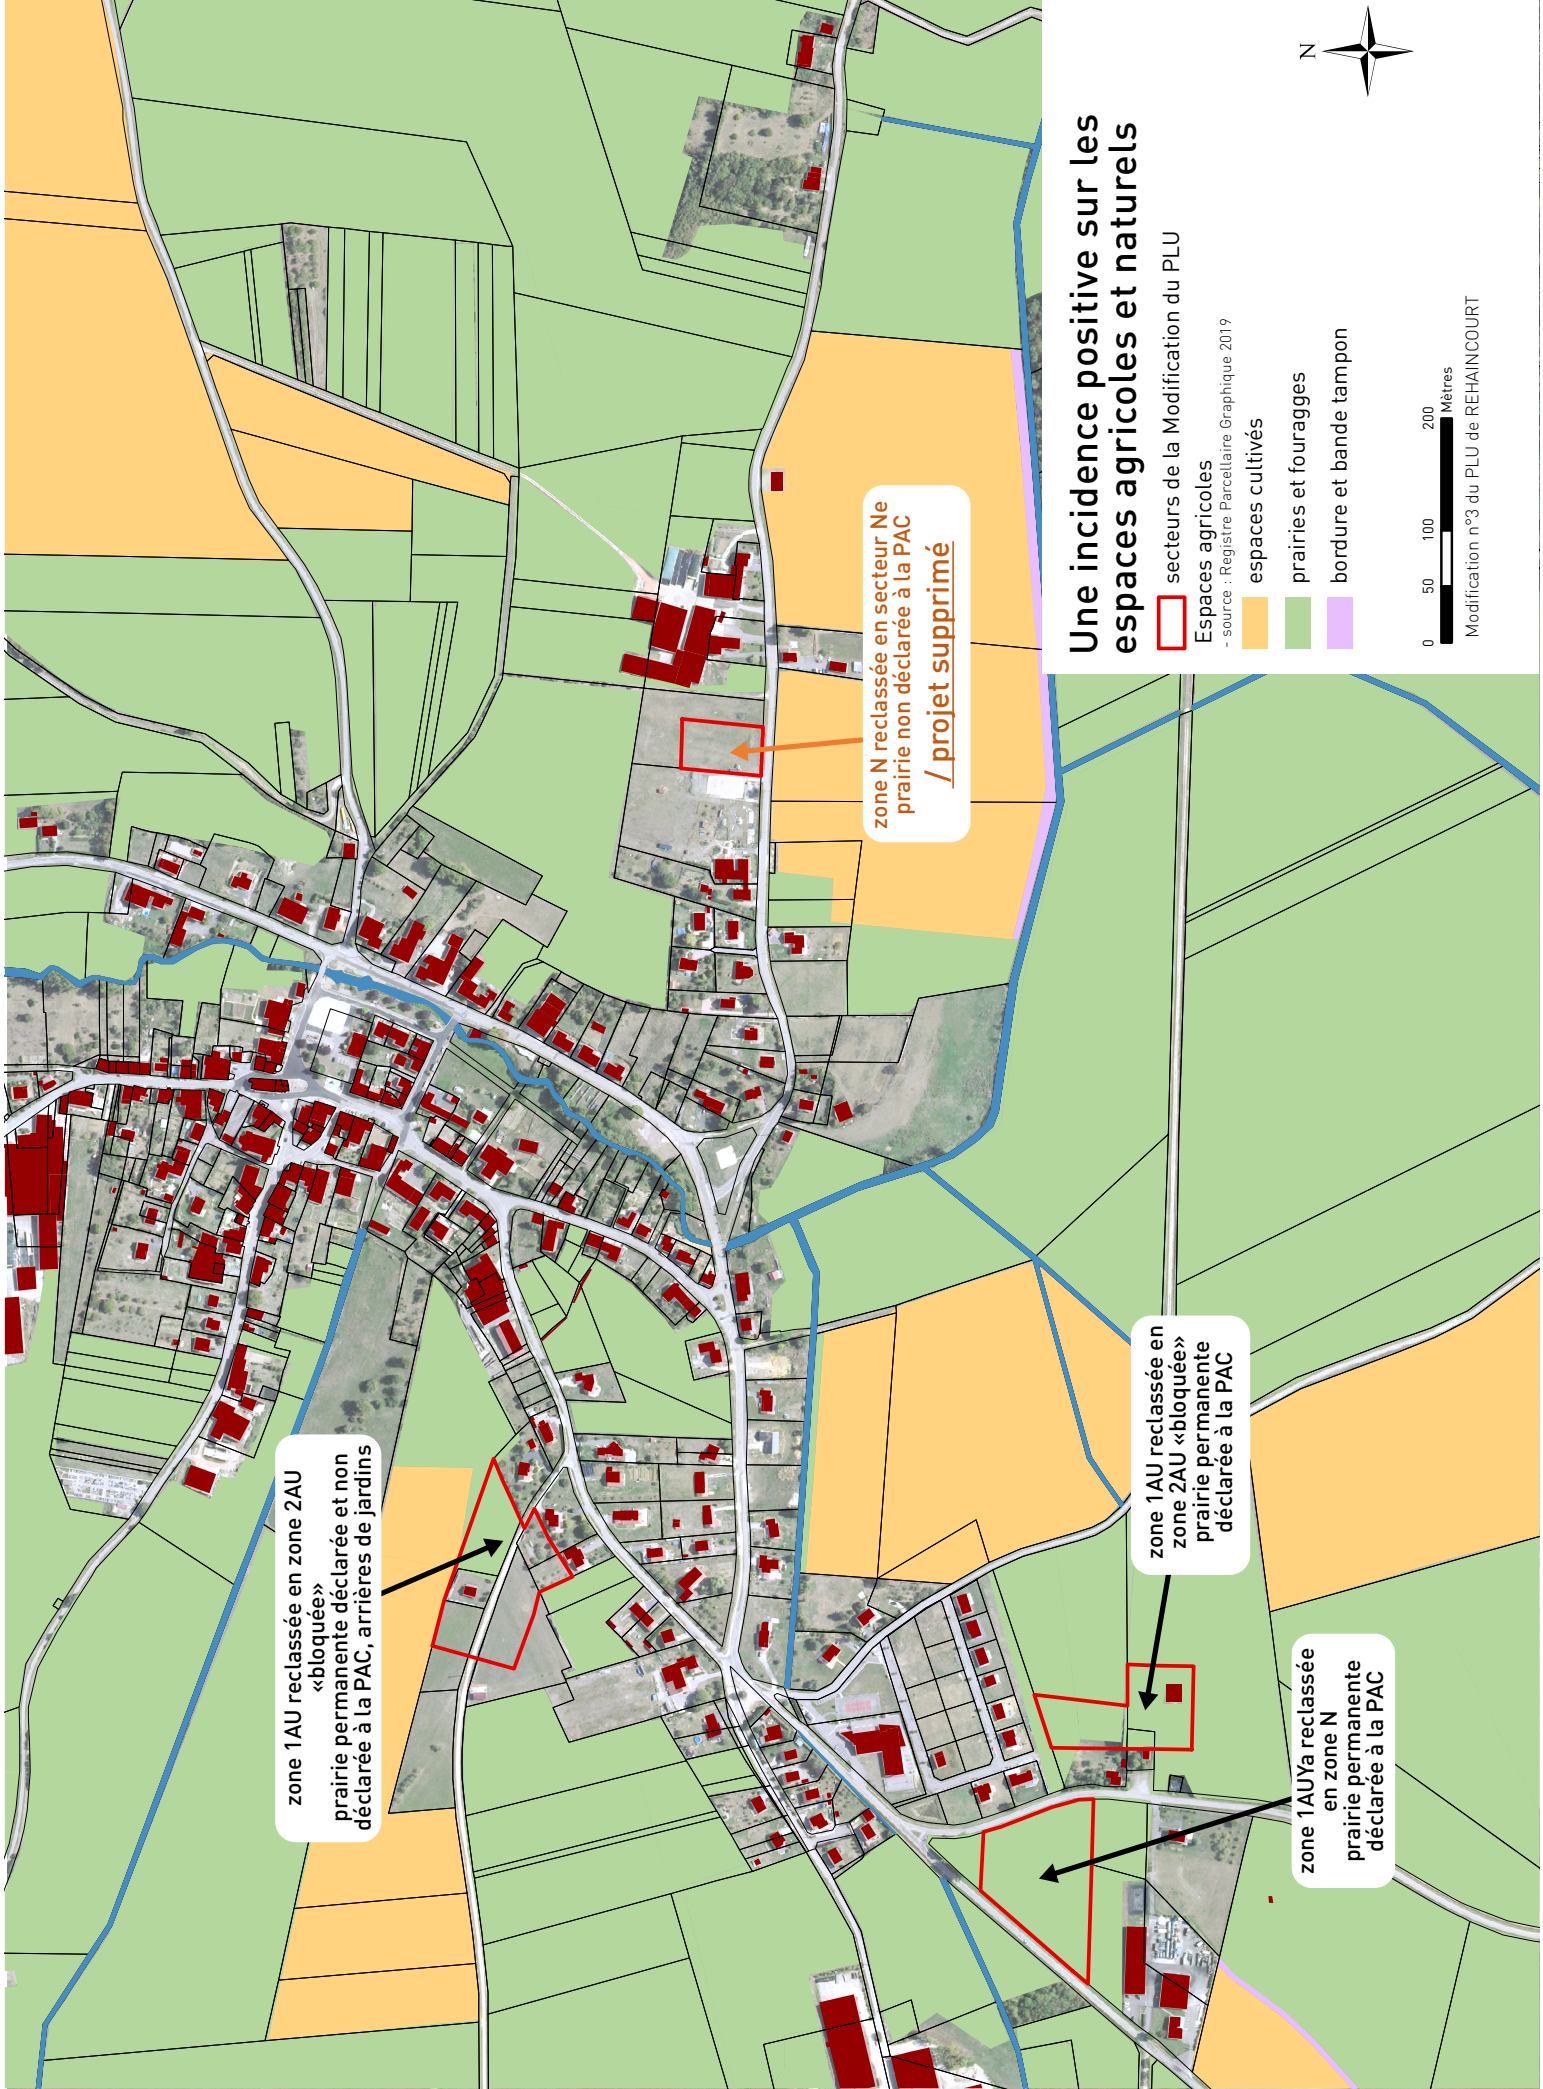 zone 1AU reclassée en zone 2AU
«bloquée»
prairie permanente déclarée et non
déclarée à la PAC, arrières de jardins
zone N reclassée en secteur Ne
prairie non déclarée à la PAC
/ projet supprimé
zone 1AU reclassée en
zone 2AU «bloquée»
prairie permanente
déclarée à la PAC
zone 1AUYa reclassée
en zone N
prairie permanente
déclarée à la PAC
Une incidence positive sur les
espaces agricoles et naturels
secteurs de la Modification du PLU
Espaces agricoles
- source : Registre Parcellaire Graphique 2019
espaces cultivés
prairies et fouragges
bordure et bande tampon
0 50 100 200
Mètres
Modification n°3 du PLU de REHAINCOURT
N